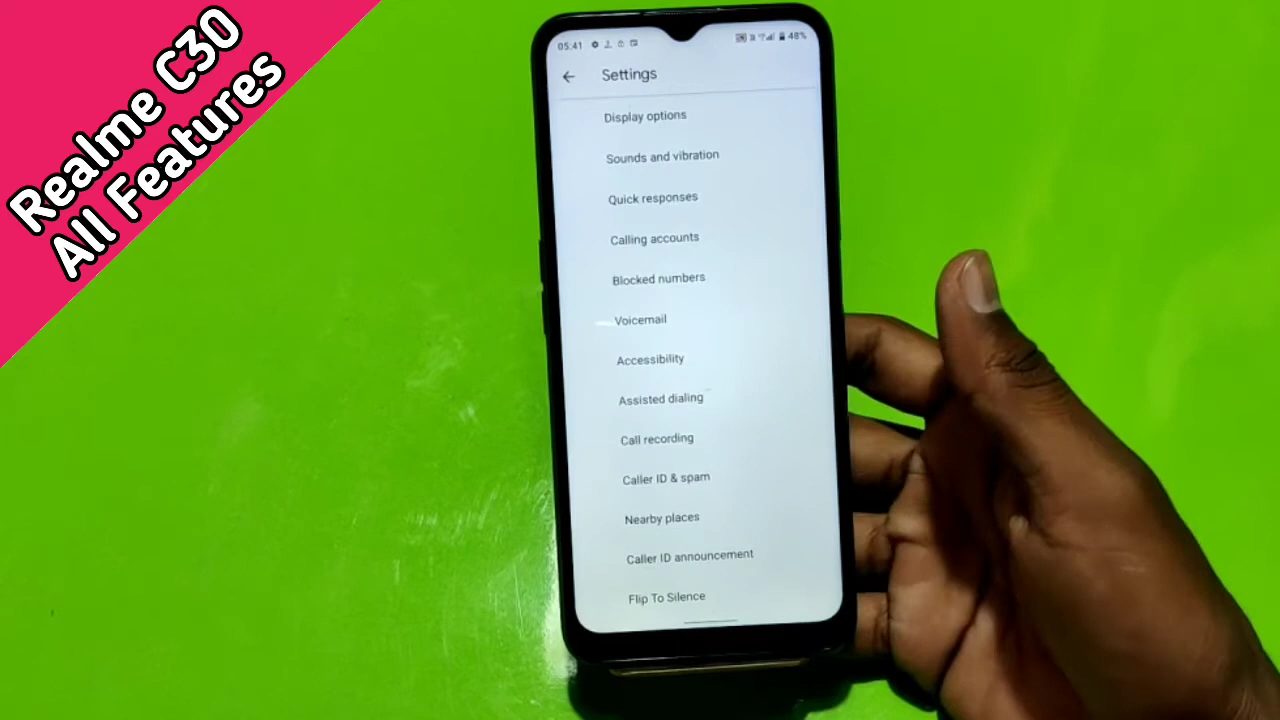 Realme C30
All Features
05:41
48%
Settings
Display options
Sounds and vibration
Quick responses
Calling accounts
Blocked numbers
Voicemail
Accessibility
Assisted dialing
Call recording
Caller ID & spam
Nearby places
Caller ID announcement
Flip To Silence